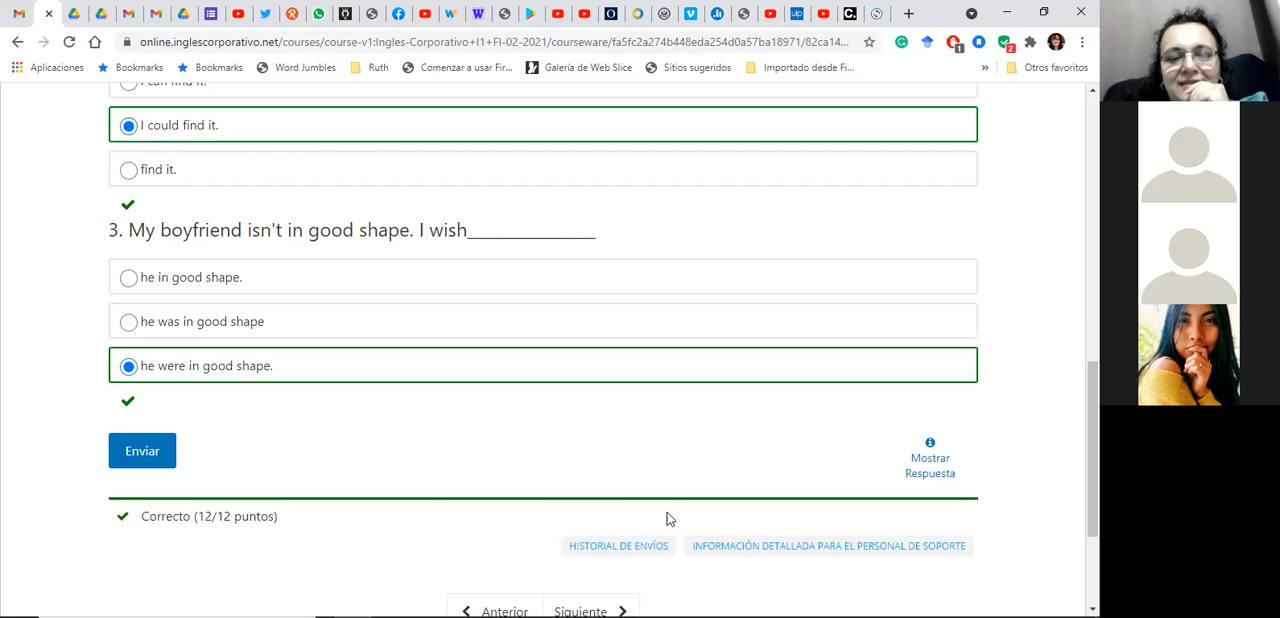 online.inglescorporativo.net/courses/course-v1:Ingles-Corporativo+I1+FI-02-2021/courseware/fa5fc2a274b448eda254d0a57ba18971/82ca14...
Aplicaciones Bookmarks Bookmarks Word Jumbles Ruth Comenzar a usar Fir... Galería de Web Slice Sitios sugeridos Importado desde Fi... » Otros favoritos
I can find it.
I could find it.
find it.
3. My boyfriend isn't in good shape. I wish_______________
he in good shape.
he was in good shape
he were in good shape.
Enviar
Mostrar
Respuesta
Correcto (12/12 puntos)
HISTORIAL DE ENVÍOS INFORMACIÓN DETALLADA PARA EL PERSONAL DE SOPORTE
Anterior Siguiente